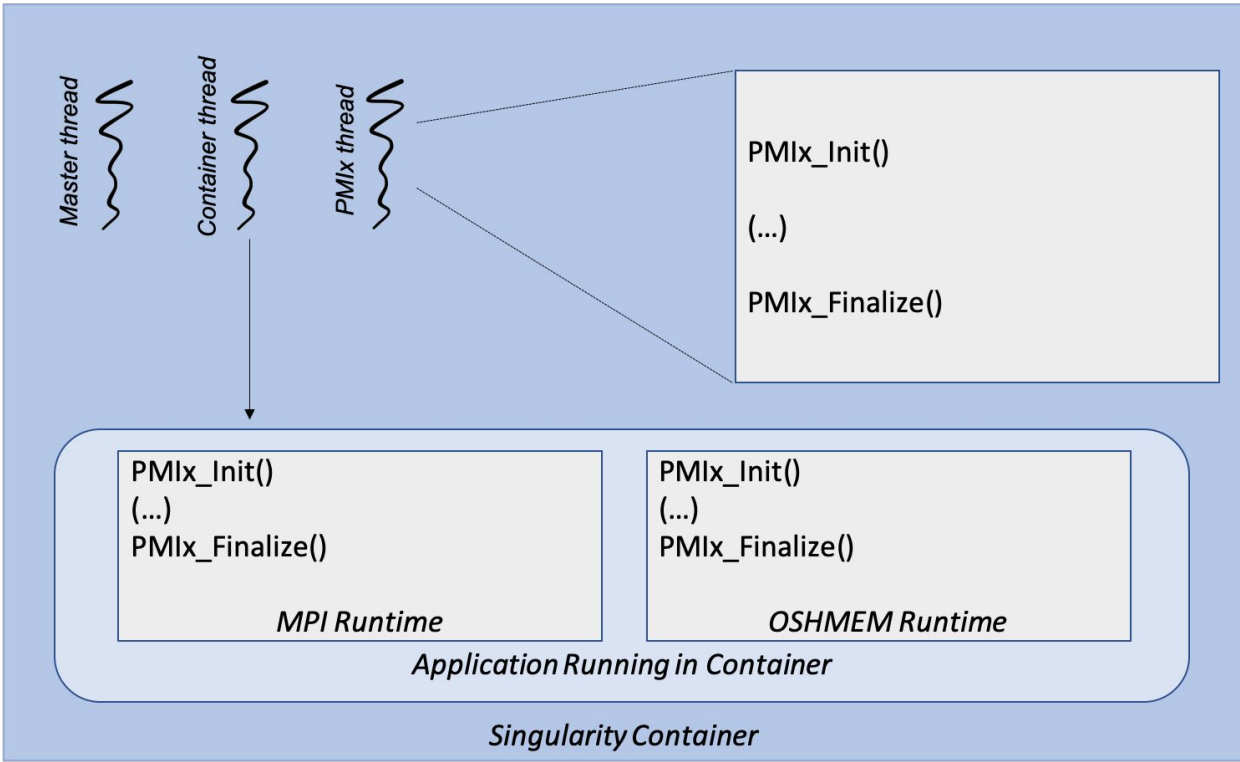 Master thread
Container thread
PMIx thread
PMIx_Init()
(...)
PMIx_Finalize()
PMIx_Init()
(...)
PMIx_Finalize()
MPI Runtime
PMIx_Init()
(...)
PMIx_Finalize()
OSHMEM Runtime
Application Running in Container
Singularity Container